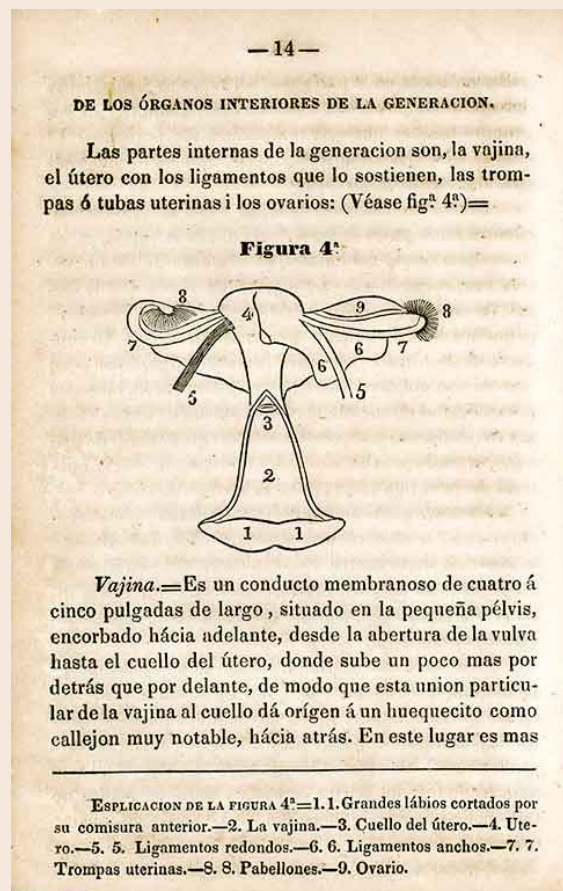 —14—
DE LOS ÓRGANOS INTERIORES DE LA GENERACION.
Las partes internas de la generacion son, la vajina,
el útero con los ligamentos que lo sostienen, las trom-
pas ó tubas uterinas i los ovarios: (Véase figª. 4ª.)=
Figura 4ª
8
9
8
4
7
6
6
7
5
5
3
2
1
1
Vajina.=Es un conducto membranoso de cuatro á
cinco pulgadas de largo, situado en la pequeña pélvis,
encorbado hácia adelante, desde la abertura de la vulva
hasta el cuello del útero, donde sube un poco mas por
detrás que por delante, de modo que esta union particu-
lar de la vajina al cuello dá orígen á un huequecito como
callejon muy notable, hácia atrás. En este lugar es mas
ESPLICACION DE LA FIGURA 4ª.=1.1. Grandes lábios cortados por
su comisura anterior.—2. La vajina.—3. Cuello del útero.—4. Ute-
ro.—5. 5. Ligamentos redondos.—6. 6. Ligamentos anchos.—7. 7.
Trompas uterinas.—8. 8. Pabellones.—9. Ovario.